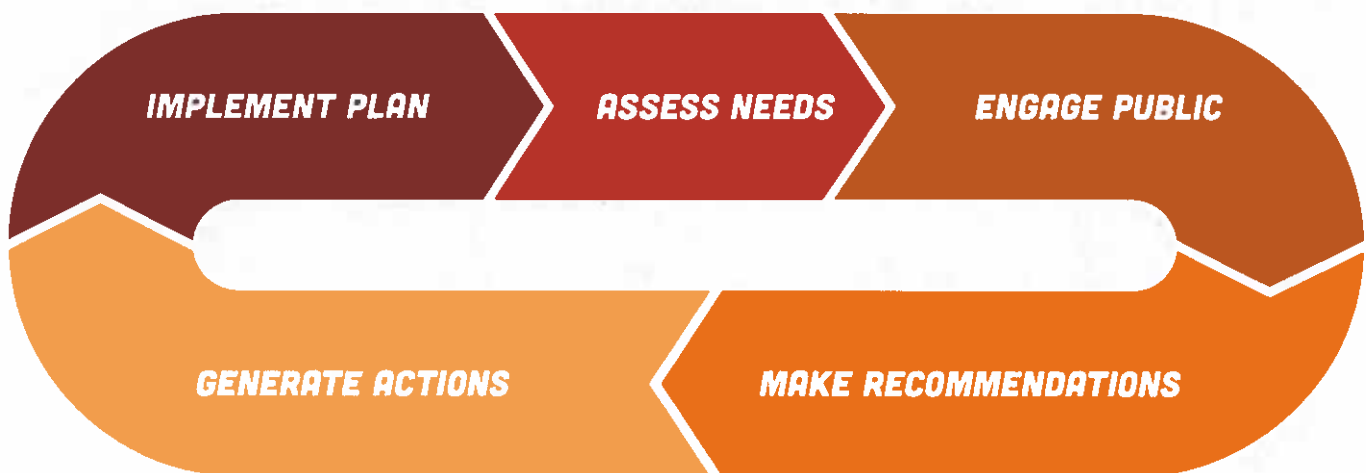 IMPLEMENT PLAN
ASSESS NEEDS
ENGAGE PUBLIC
GENERATE ACTIONS
MAKE RECOMMENDATIONS